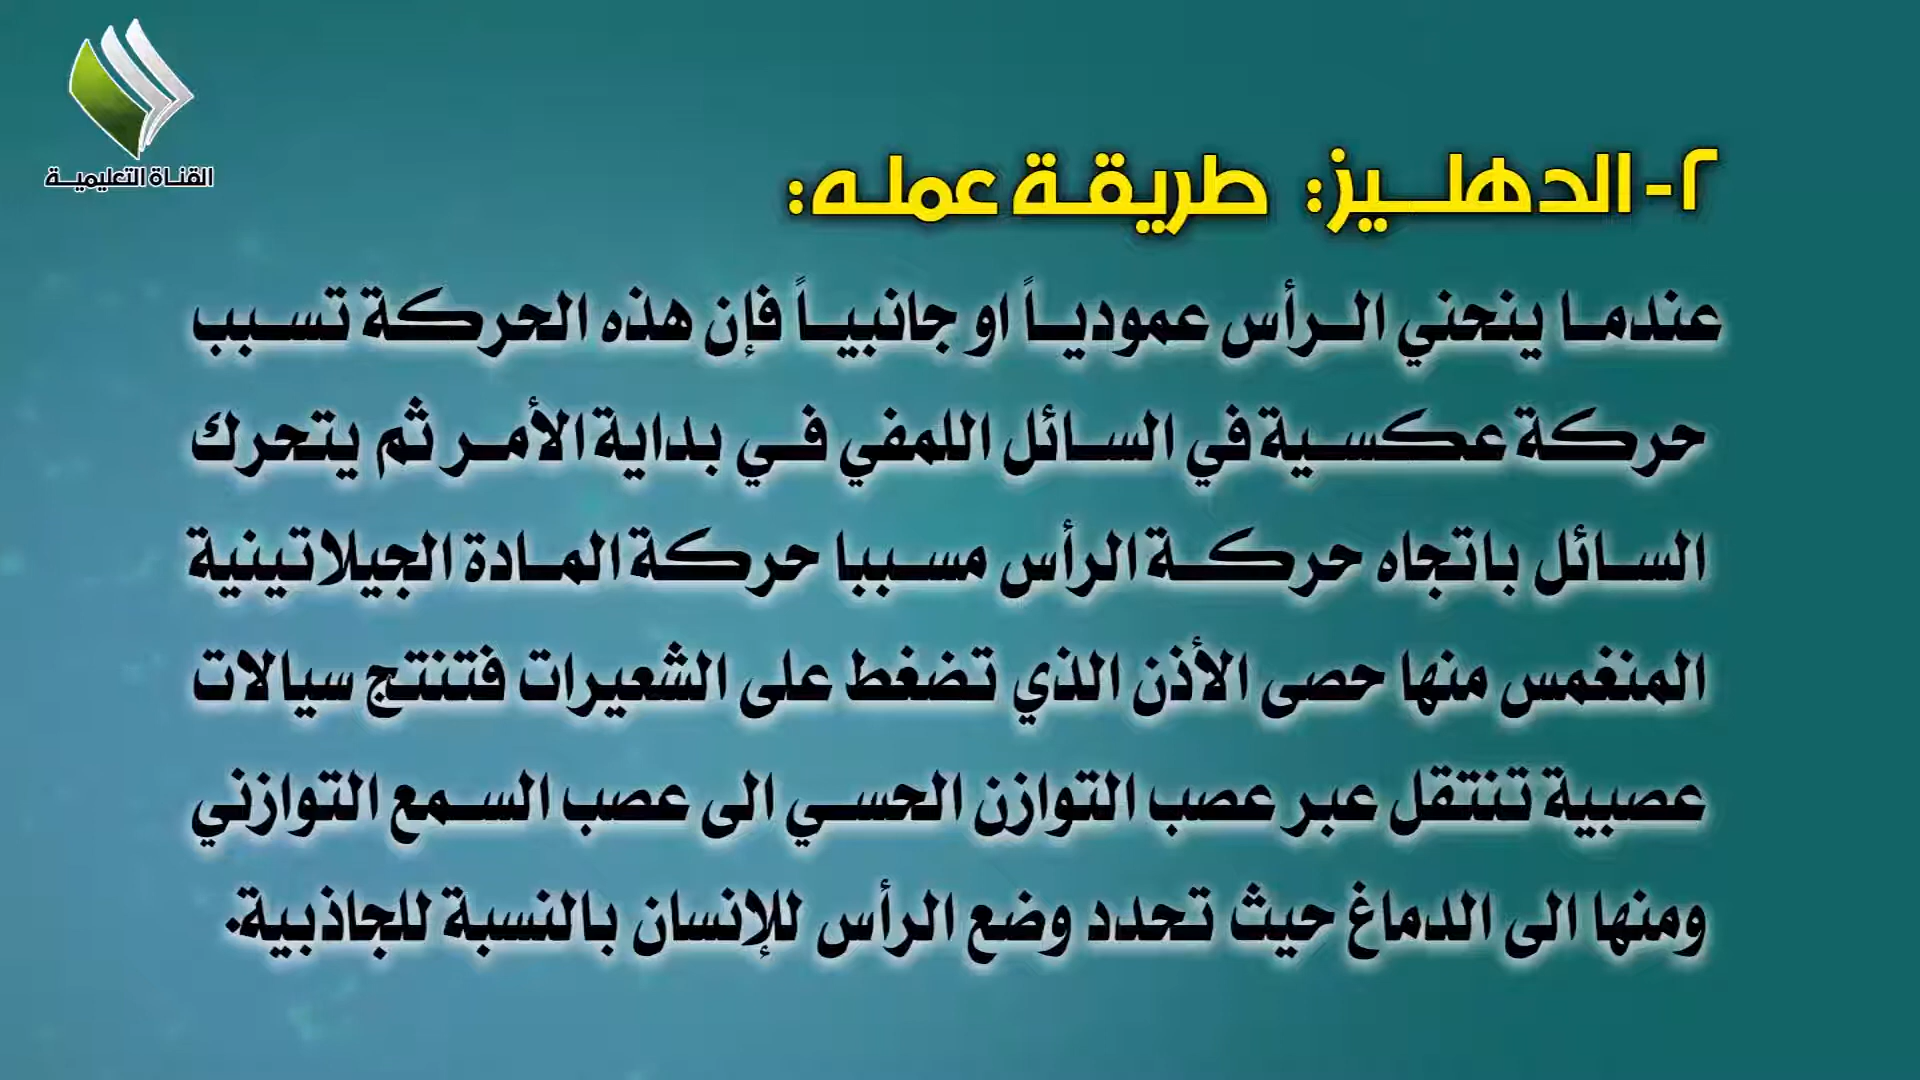 القناة التعليمية
٢- الدهليز: طريقة عمله:
عندما ينحني الرأس عمودياً او جانبياً فإن هذه الحركة تسبب
حركة عكسية في السائل اللمفي في بداية الأمر ثم يتحرك
السائل باتجاه حركة الرأس مسببا حركة المادة الجيلاتينية
المنغمس منها حصى الأذن الذي تضغط على الشعيرات فتنتج سيالات
عصبية تنتقل عبر عصب التوازن الحسي الى عصب السمع التوازني
ومنها الى الدماغ حيث تحدد وضع الرأس للإنسان بالنسبة للجاذبية.